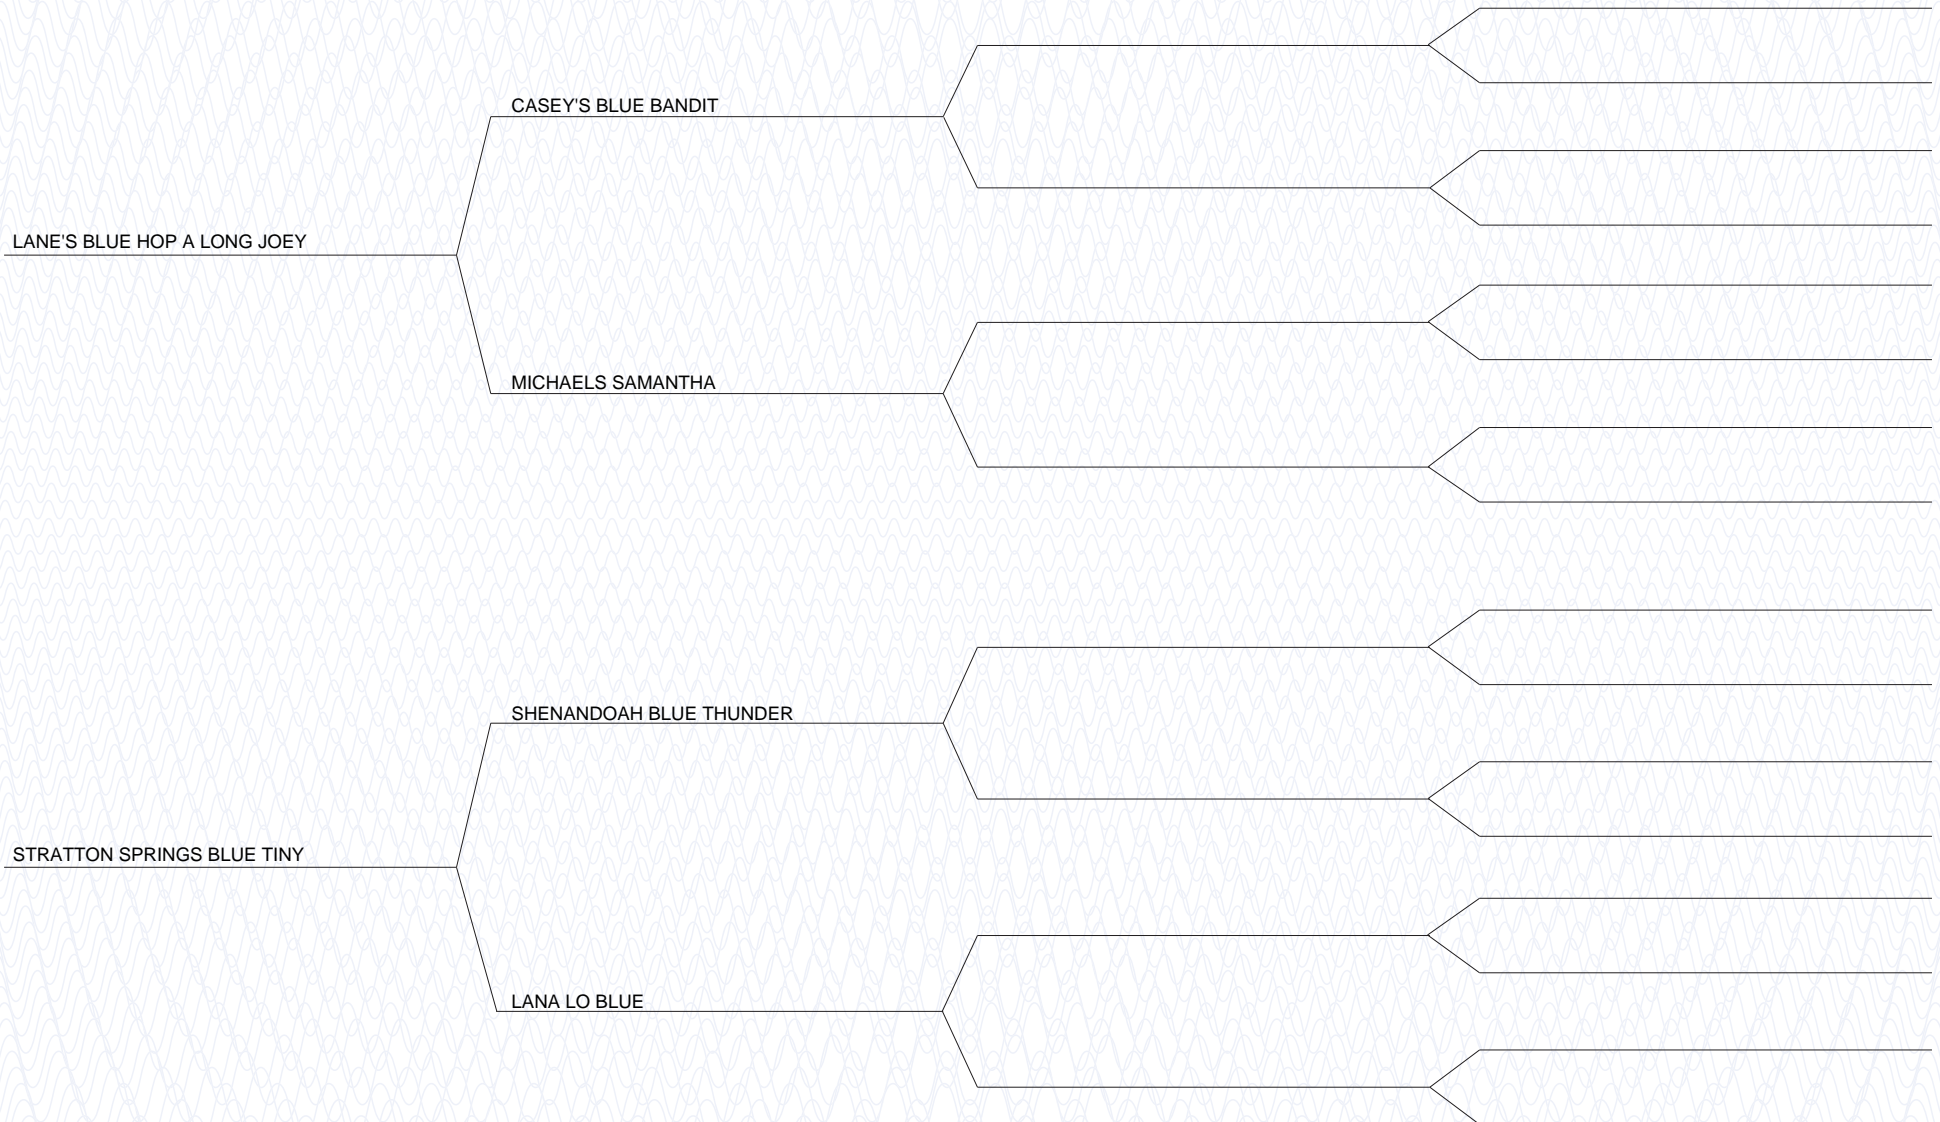 CASEY'S BLUE BANDIT
LANE'S BLUE HOP A LONG JOEY
MICHAELS SAMANTHA
SHENANDOAH BLUE THUNDER
STRATTON SPRINGS BLUE TINY
LANA LO BLUE